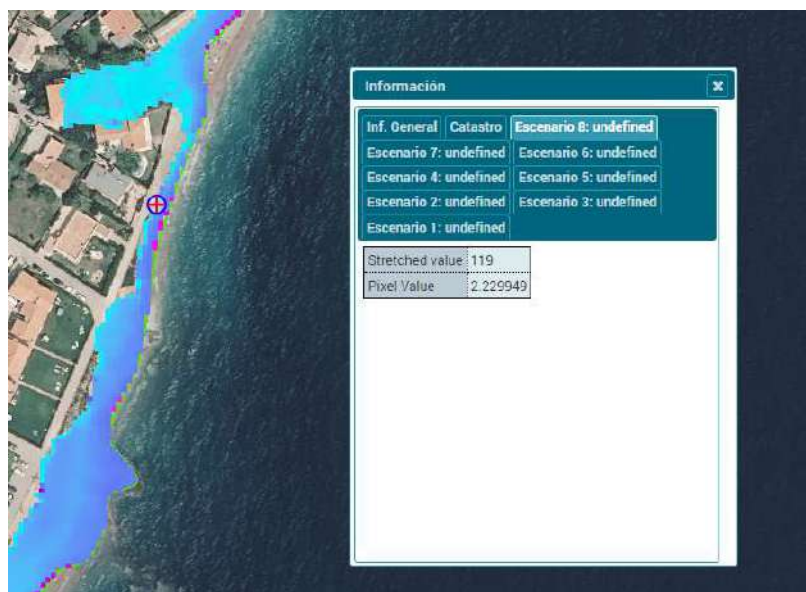 Información
Inf. General Catastro Escenario 8: undefined
Escenario 7: undefined Escenario 6: undefined
Escenario 4: undefined Escenario 5: undefined
Escenario 2: undefined Escenario 3: undefined
Escenario 1: undefined
Stretched value 119
Pixel Value 2.229949